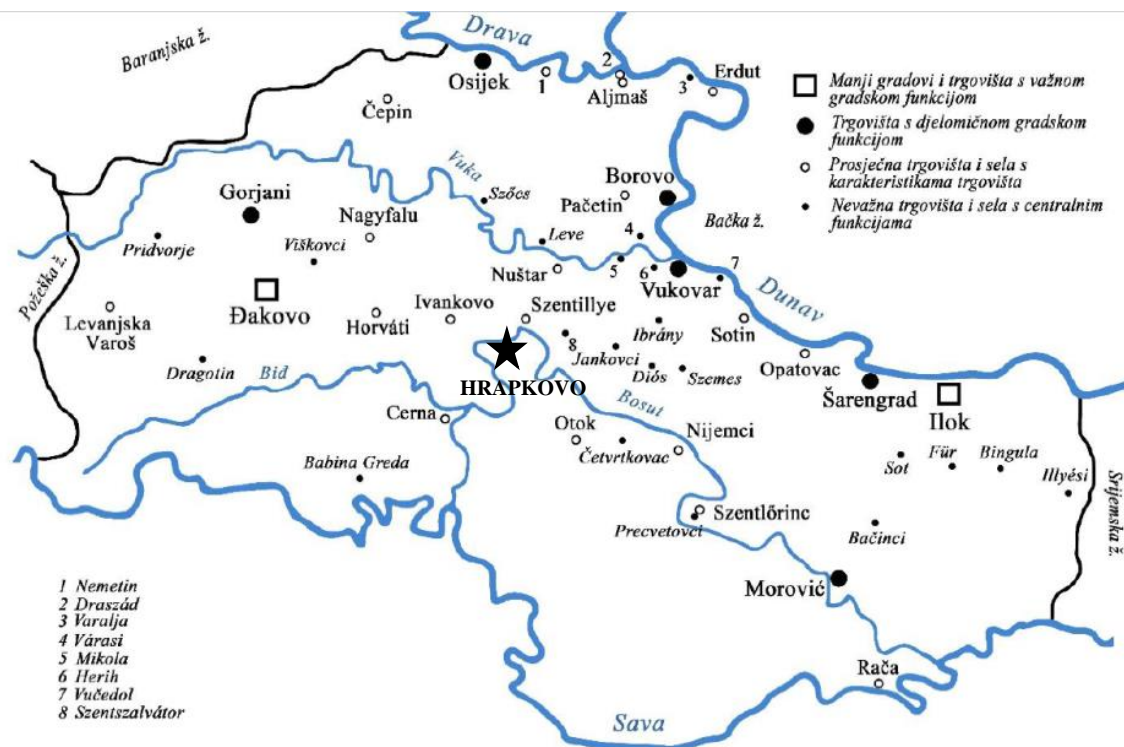 Baranjska ž.
Drava
Osijek
1
2
Aljmaš
3
Erdut
Čepin
Manji gradovi i trgovišta s važnom
gradskom funkcijom
Trgovišta s djelomičnom gradskom
funkcijom
Prosječna trgovišta i sela s
karakteristikama trgovišta
Nevažna trgovišta i sela s centralnim
funkcijama
Vuka
Szőcs
Borovo
Pačetin
Gorjani
Nagyfalu
Bačka ž.
Pridvorje
Viškovci
Leve
4
Nuštar
5
6
Vukovar
7
Dunav
Požeška ž.
Levanjska
Varoš
Đakovo
Horváti
Ivankovo
Szentillye
8
Ibrány
Sotin
Jankovci
Opatovac
Dragotin
Bid
HRAPKOVO
Diós
Szemes
Šarengrad
Ilok
Cerna
Bosut
Otok
Četvrtkovac
Nijemci
Babina Greda
Sot
Für
Bingula
Illyési
Srijemska ž.
Szentlőrinc
Precvetovci
Bačinci
Morović
1 Nemetin
2 Draszád
3 Varalja
4 Várasi
5 Mikola
6 Herih
7 Vučedol
8 Szentszalvátor
Rača
Sava